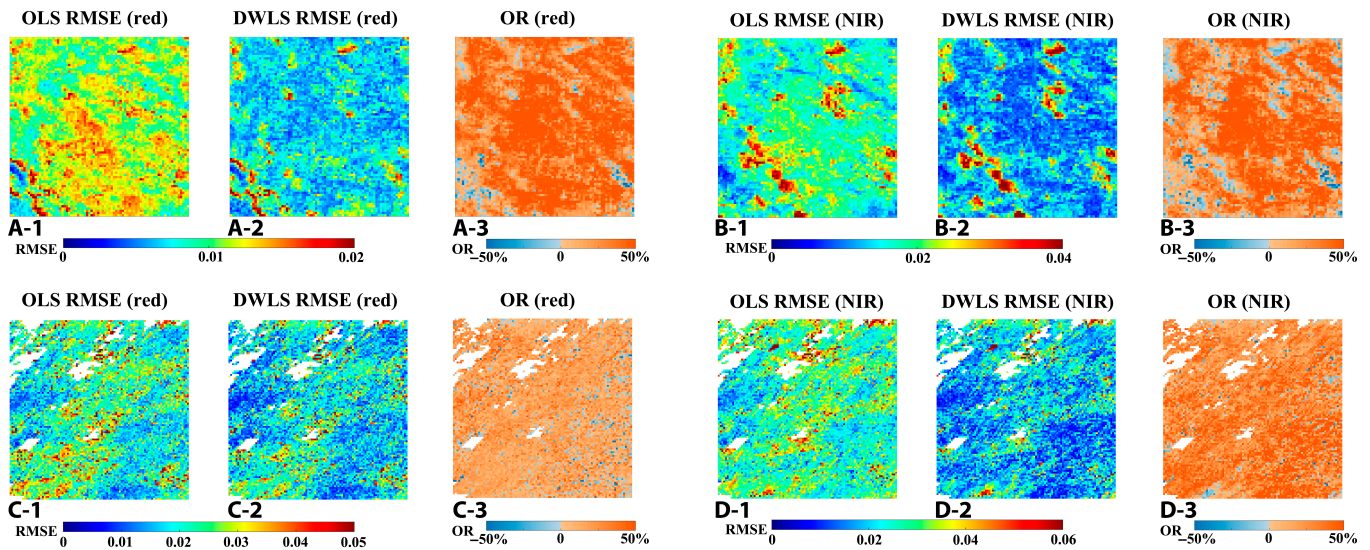 OLS RMSE (red) DWLS RMSE (red) OR (red) OLS RMSE (NIR) DWLS RMSE (NIR) OR (NIR)
A-1 A-2 A-3 B-1 B-2 B-3
RMSE OR RMSE OR
0 0.01 0.02 −50% 0 50% 0 0.02 0.04 −50% 0 50%
OLS RMSE (red) DWLS RMSE (red) OR (red) OLS RMSE (NIR) DWLS RMSE (NIR) OR (NIR)
C-1 C-2 C-3 D-1 D-2 D-3
RMSE OR RMSE OR
0 0.01 0.02 0.03 0.04 0.05 −50% 0 50% 0 0.02 0.04 0.06 −50% 0 50%